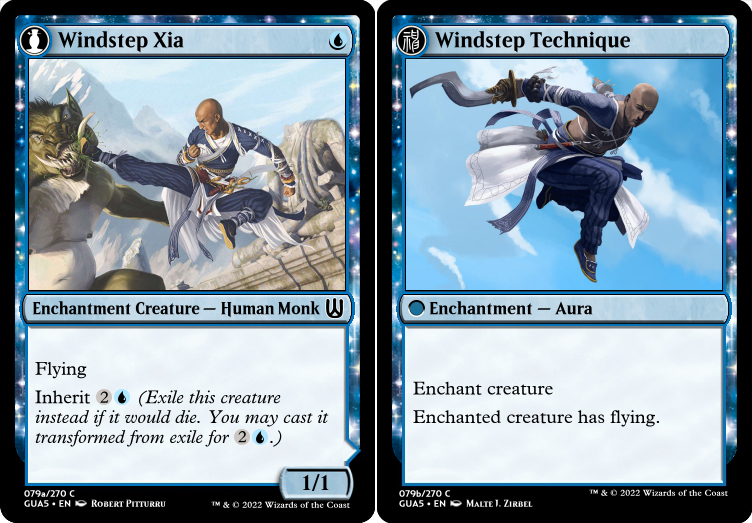 Windstep Xia
Enchantment Creature — Human Monk
Flying
Inherit 2 (Exile this creature
instead if it would die. You may cast it
transformed from exile for 2 .)
1/1
079a/270 C
GUA5 • EN ROBERT PITTURRU
™ & © 2022 Wizards of the Coast
Windstep Technique
Enchantment — Aura
Enchant creature
Enchanted creature has flying.
079b/270 C
GUA5 • EN MALTE J. ZIRBEL
™ & © 2022 Wizards of the Coast